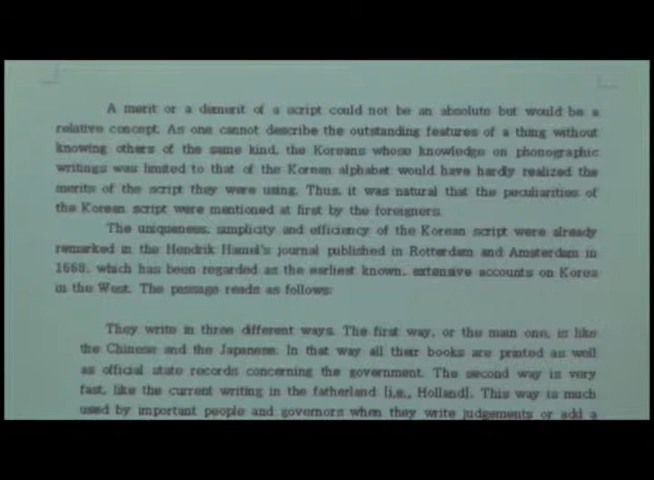 A merit or a demerit of a script could not be an absolute but would be a
relative concept. As one cannot describe the outstanding features of a thing without
knowing others of the same kind, the Koreans whose knowledge on phonographic
writings was limited to that of the Korean alphabet would have hardly realized the
merits of the script they were using. Thus, it was natural that the peculiarities of
the Korean script were mentioned at first by the foreigners.
The uniqueness, simplicity and efficiency of the Korean script were already
remarked in the Hendrik Hamel's journal published in Rotterdam and Amsterdam in
1668, which has been regarded as the earliest known, extensive accounts on Korea
in the West. The passage reads as follows:
They write in three different ways. The first way, or the main one, is like
the Chinese and the Japanese. In that way all their books are printed as well
as official state records concerning the government. The second way is very
fast, like the current writing in the fatherland [i.e., Holland]. This way is much
used by important people and governors when they write judgements or add a